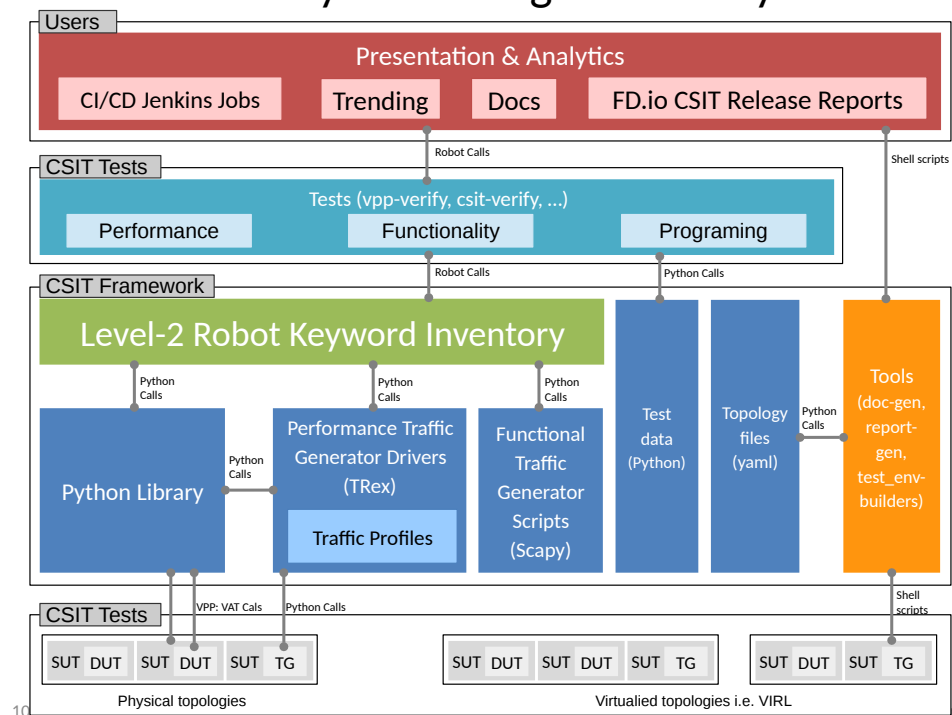 Users
Presentation & Analytics
CI/CD Jenkins Jobs
Trending
Docs
FD.io CSIT Release Reports
Robot Calls
Shell scripts
CSIT Tests
Tests (vpp-verify, csit-verify, ...)
Performance
Functionality
Programing
Robot Calls
Python Calls
CSIT Framework
Level-2 Robot Keyword Inventory
Python
Calls
Python
Calls
Python
Calls
Python Library
Python
Calls
Performance Traffic
Generator Drivers
(TRex)
Traffic Profiles
Functional
Traffic
Generator
Scripts
(Scapy)
Test
data
(Python)
Topology
files
(yaml)
Python
Calls
Tools
(doc-gen,
report-
gen,
test_env-
builders)
VPP: VAT Cals
Python Calls
Shell
scripts
CSIT Tests
SUT DUT SUT DUT SUT TG
SUT DUT SUT DUT SUT TG
SUT DUT SUT TG
Physical topologies
Virtualied topologies i.e. VIRL
10